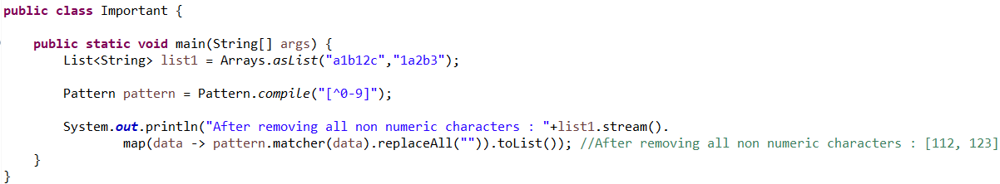 public class Important {
public static void main(String[] args) {
List<String> list1 = Arrays.asList("a1b12c","1a2b3");
Pattern pattern = Pattern.compile("[^0-9]");
System.out.println("After removing all non numeric characters : "+list1.stream().
map(data -> pattern.matcher(data).replaceAll("")).toList()); //After removing all non numeric characters : [112, 123]
}
}